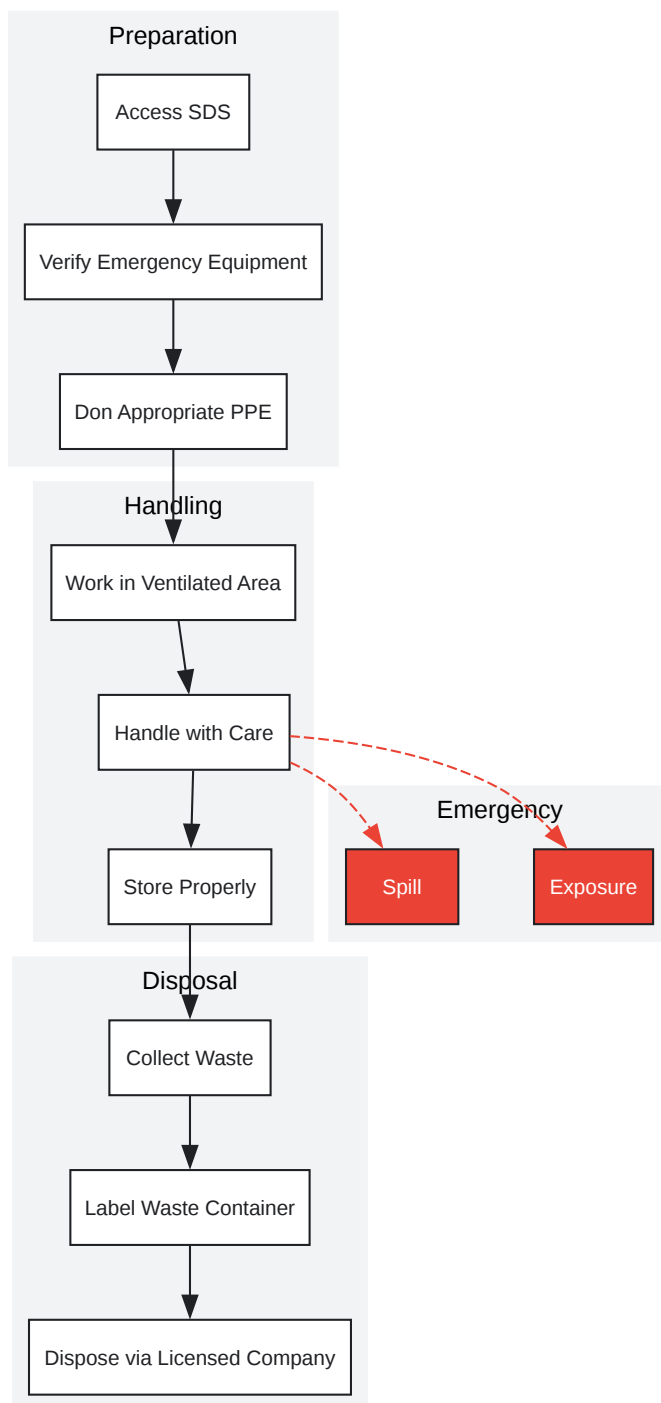 Preparation
Access SDS
Verify Emergency Equipment
Don Appropriate PPE
Handling
Work in Ventilated Area
Handle with Care
Emergency
Store Properly
Spill
Exposure
Disposal
Collect Waste
Label Waste Container
Dispose via Licensed Company